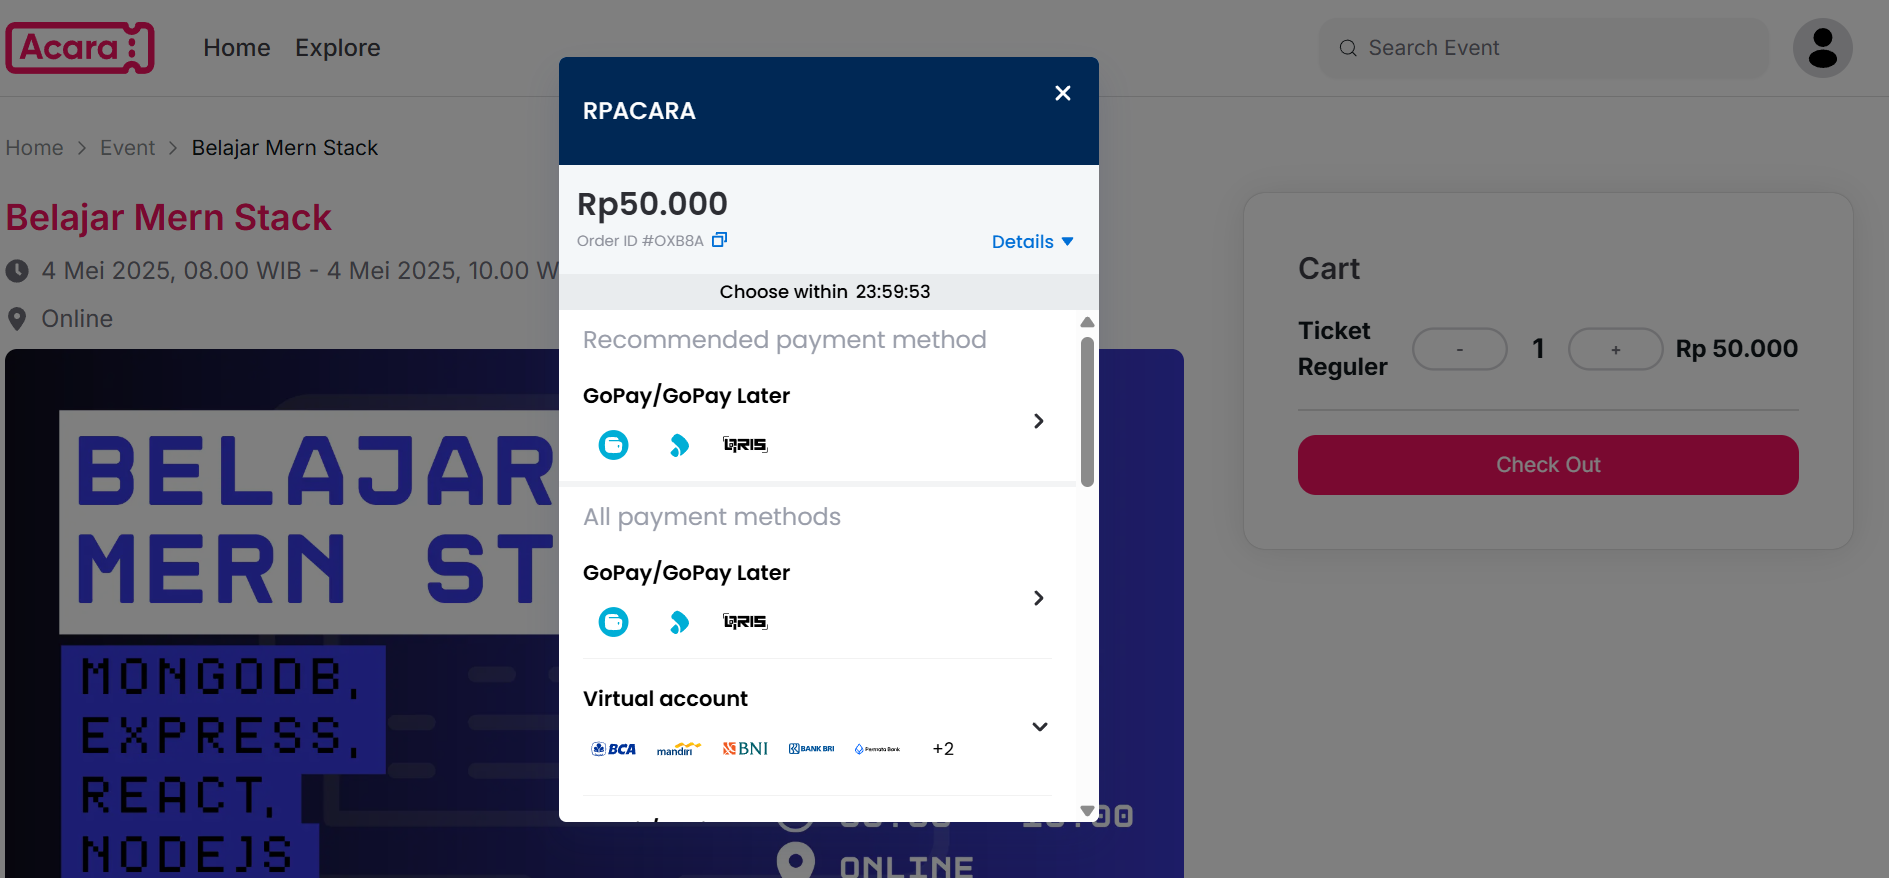 Acara
Home
Explore
Search Event
Home > Event > Belajar Mern Stack
Belajar Mern Stack
4 Mei 2025, 08.00 WIB - 4 Mei 2025, 10.00 W
Online
BELAJAR
MERN ST
MONGODB,
EXPRESS,
REACT,
NODEJS
ONLINE
RPACARA
Rp50.000
Order ID #OXB8A
Details
Choose within 23:59:53
Recommended payment method
GoPay/GoPay Later
QRIS
All payment methods
GoPay/GoPay Later
QRIS
Virtual account
BCA mandiri BNI BANK BRI Permata Bank +2
Cart
Ticket
Reguler
- 1 + Rp 50.000
Check Out